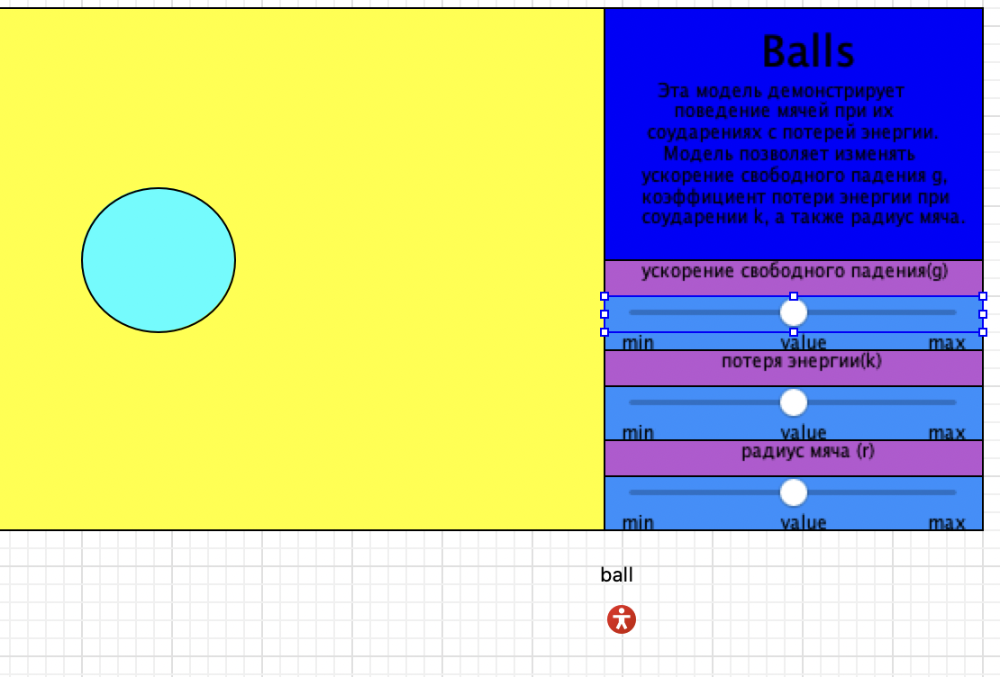 Balls
Эта модель демонстрирует
поведение мячей при их
соударениях с потерей энергии.
Модель позволяет изменять
ускорение свободного падения g,
коэффициент потери энергии при
соударении k, а также радиус мяча.
ускорение свободного падения(g)
min value max
потеря энергии(k)
min value max
радиус мяча (r)
min value max
ball